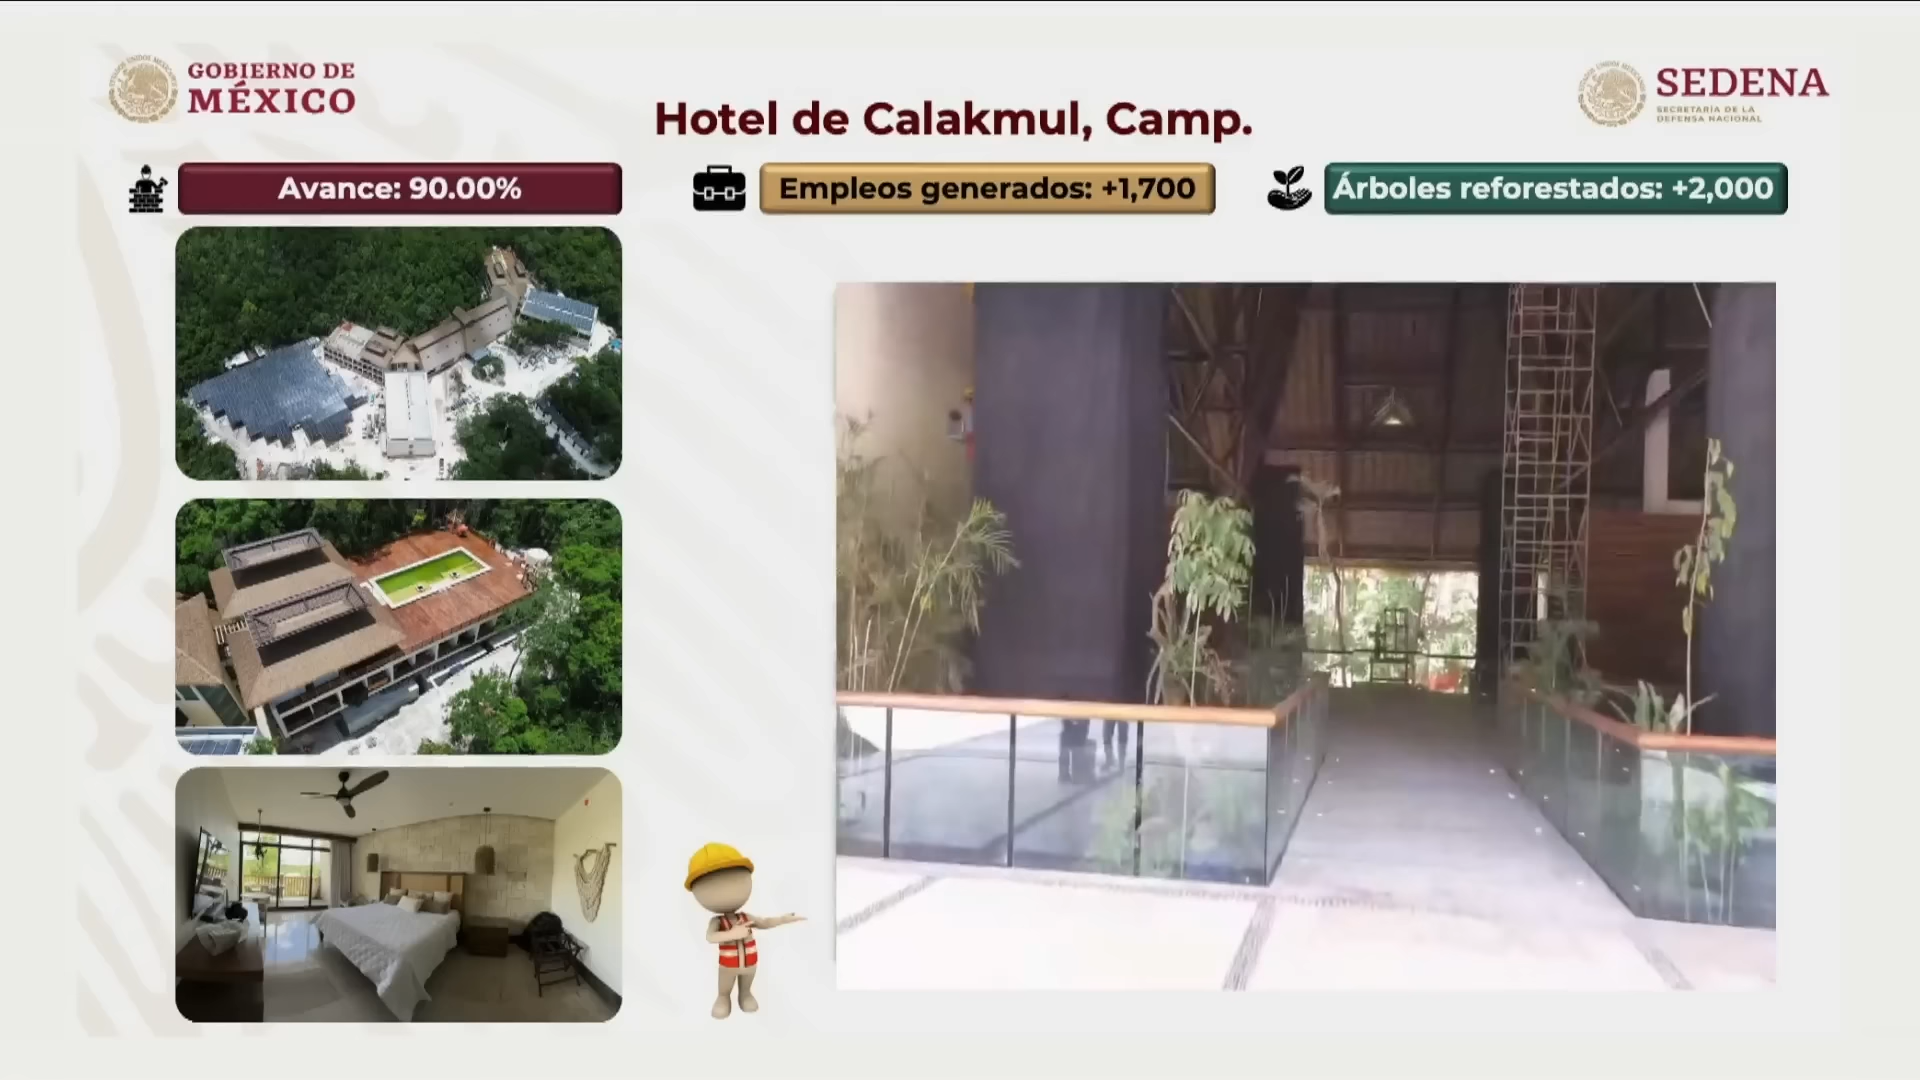 GOBIERNO DE
MÉXICO
SEDENA
SECRETARÍA DE LA
DEFENSA NACIONAL
Hotel de Calakmul, Camp.
Avance: 90.00%
Empleos generados: +1,700
Árboles reforestados: +2,000